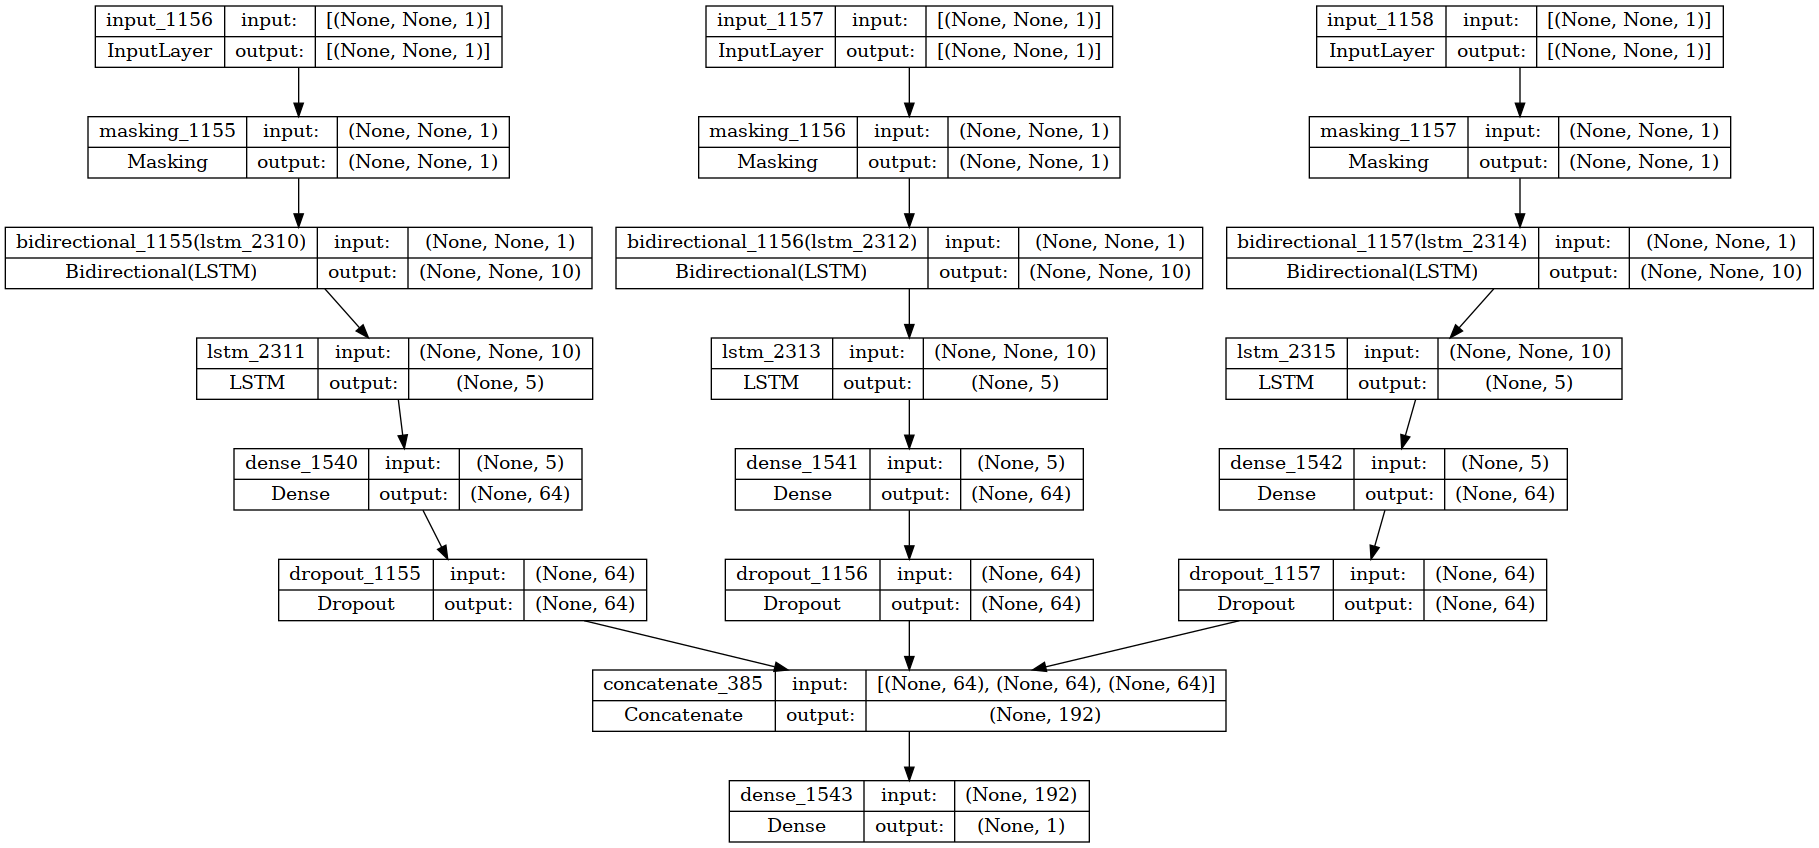 input_1156 input: [(None, None, 1)]
InputLayer output: [(None, None, 1)]
input_1157 input: [(None, None, 1)]
InputLayer output: [(None, None, 1)]
input_1158 input: [(None, None, 1)]
InputLayer output: [(None, None, 1)]
masking_1155 input: (None, None, 1)
Masking output: (None, None, 1)
masking_1156 input: (None, None, 1)
Masking output: (None, None, 1)
masking_1157 input: (None, None, 1)
Masking output: (None, None, 1)
bidirectional_1155(lstm_2310) input: (None, None, 1)
Bidirectional(LSTM) output: (None, None, 10)
bidirectional_1156(lstm_2312) input: (None, None, 1)
Bidirectional(LSTM) output: (None, None, 10)
bidirectional_1157(lstm_2314) input: (None, None, 1)
Bidirectional(LSTM) output: (None, None, 10)
lstm_2311 input: (None, None, 10)
LSTM output: (None, 5)
lstm_2313 input: (None, None, 10)
LSTM output: (None, 5)
lstm_2315 input: (None, None, 10)
LSTM output: (None, 5)
dense_1540 input: (None, 5)
Dense output: (None, 64)
dense_1541 input: (None, 5)
Dense output: (None, 64)
dense_1542 input: (None, 5)
Dense output: (None, 64)
dropout_1155 input: (None, 64)
Dropout output: (None, 64)
dropout_1156 input: (None, 64)
Dropout output: (None, 64)
dropout_1157 input: (None, 64)
Dropout output: (None, 64)
concatenate_385 input: [(None, 64), (None, 64), (None, 64)]
Concatenate output: (None, 192)
dense_1543 input: (None, 192)
Dense output: (None, 1)